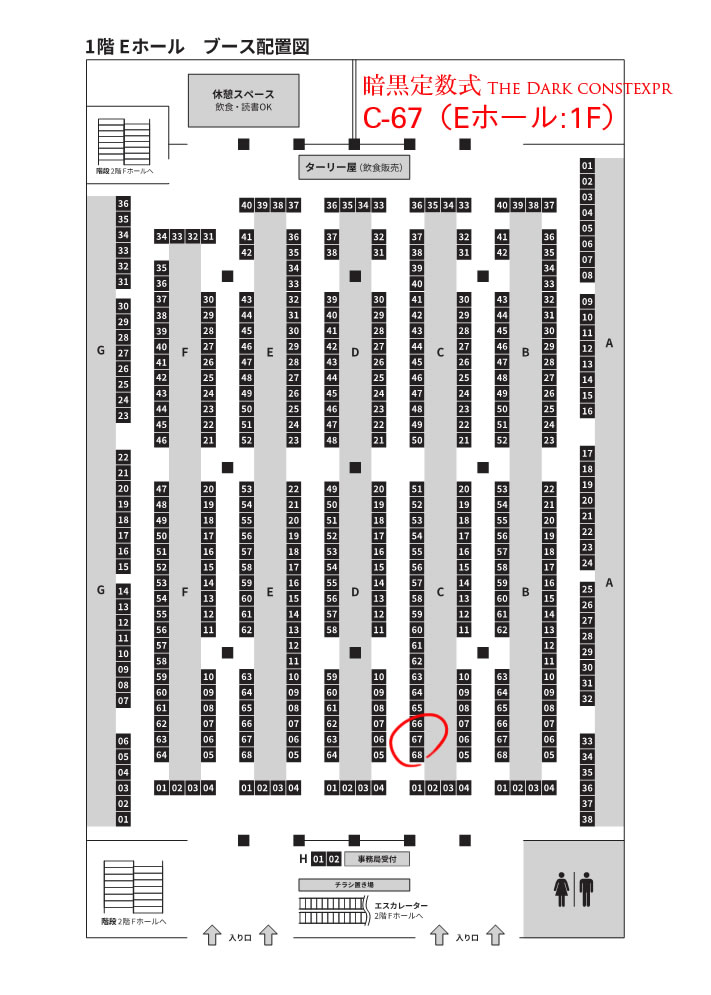 1階 Eホール　ブース配置図
暗黒定数式 The Dark constexpr
C-67（Eホール:1F）
休憩スペース
飲食・読書OK
階段 2階 Fホールへ
ターリー屋（飲食販売）
G
36 35 34 33 32 31
30 29 28 27 26 25 24 23
22 21 20 19 18 17 16 15
G
14 13 12 11 10 09 08 07
06 05 04 03 02 01
34 33 32 31
35 36 37 38 39 40 41 42 43 44 45 46
F
30 29 28 27 26 25 24 23 22 21
47 48 49 50 51 52 53 54 55 56 57 58 59 60 61 62 63 64
F
20 19 18 17 16 15 14 13 12 11
10 09 08 07 06 05
01 02 03 04
40 39 38 37
41 42
43 44 45 46 47 48 49 50 51 52
E
36 35 34 33 32 31 30 29 28 27 26 25 24 23
53 54 55 56 57 58 59 60 61 62
E
63 64 65 66 67 68
22 21 20 19 18 17 16 15 14 13 12 11 10 09 08 07 06 05
01 02 03 04
36 35 34 33
37 38
32 31
39 40 41 42 43 44 45 46 47 48
D
30 29 28 27 26 25 24 23 22 21
49 50 51 52 53 54 55 56 57 58
D
20 19 18 17 16 15 14 13 12 11
59 60 61 62 63 64
10 09 08 07 06 05
01 02 03 04
36 35 34 33
37 38 39 40 41 42 43 44 45 46 47 48 49 50
32 31
C
30 29 28 27 26 25 24 23 22 21
51 52 53 54 55 56 57 58 59 60 61 62 63 64 65 66 67 68
C
20 19 18 17 16 15 14 13 12 11
10 09 08 07 06 05
01 02 03 04
40 39 38 37
41 42
43 44 45 46 47 48 49 50 51 52
B
36 35 34 33 32 31 30 29 28 27 26 25 24 23
53 54 55 56 57 58 59 60 61 62
B
63 64 65 66 67 68
22 21 20 19 18 17 16 15 14 13 12 11 10 09 08 07 06 05
01 02 03 04
01 02 03 04 05 06 07 08
09 10 11 12 13 14 15 16
A
17 18 19 20 21 22 23 24
A
25 26 27 28 29 30 31 32
33 34 35 36 37 38
H 01 02 事務局受付
チラシ置き場
エスカレーター
2階 Fホールへ
階段 2階 Fホールへ
入り口
入り口